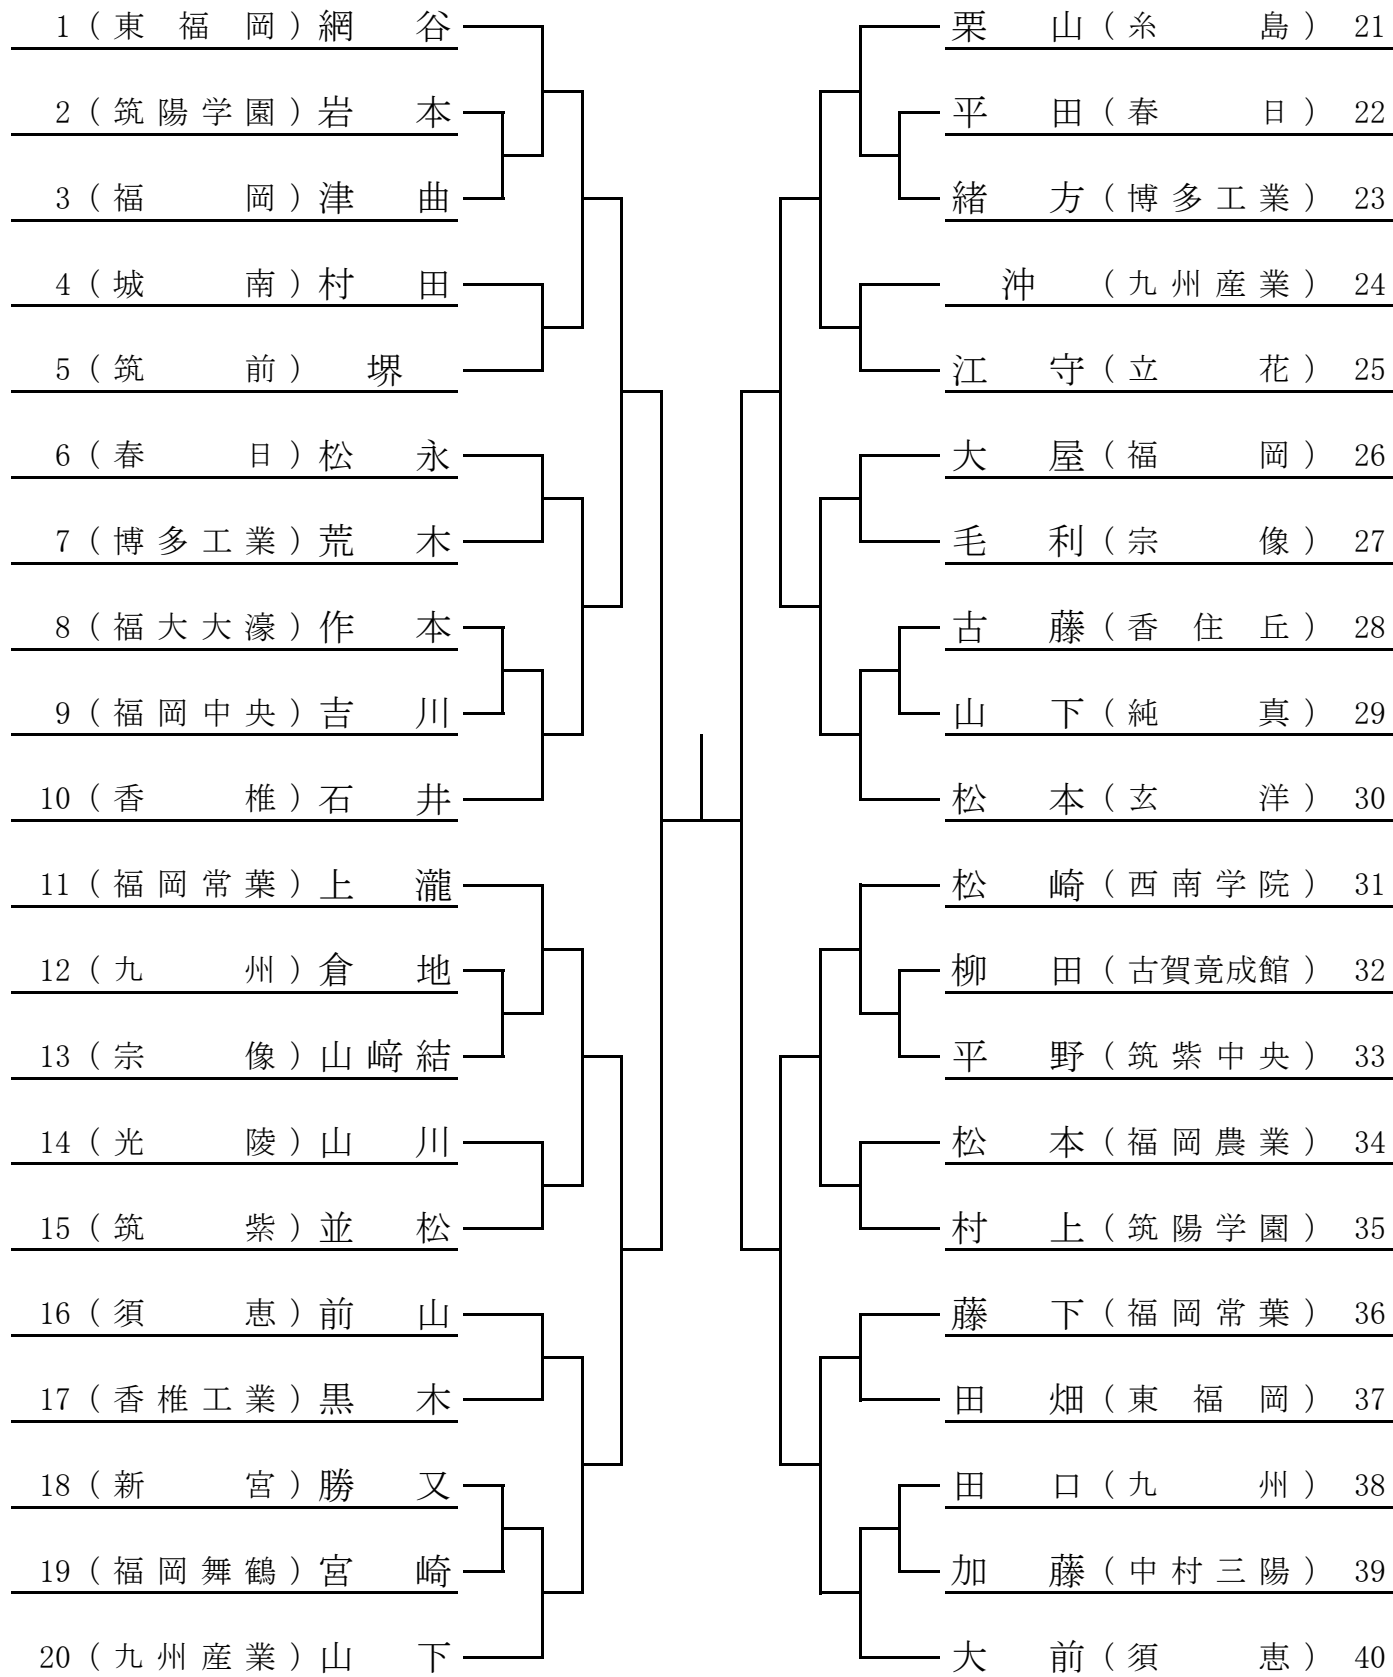 1 (東福岡) 網谷
2 (筑陽学園) 岩本
3 (福岡) 津曲
4 (城南) 村田
5 (筑前) 堺
6 (春日) 松永
7 (博多工業) 荒木
8 (福大大濠) 作本
9 (福岡中央) 吉川
10 (香椎) 石井
11 (福岡常葉) 上瀧
12 (九州) 倉地
13 (宗像) 山﨑結
14 (光陵) 山川
15 (筑紫) 並松
16 (須恵) 前山
17 (香椎工業) 黒木
18 (新宮) 勝又
19 (福岡舞鶴) 宮崎
20 (九州産業) 山下
栗山 (糸島) 21
平田 (春日) 22
緒方 (博多工業) 23
沖 (九州産業) 24
江守 (立花) 25
大屋 (福岡) 26
毛利 (宗像) 27
古藤 (香住丘) 28
山下 (純真) 29
松本 (玄洋) 30
松崎 (西南学院) 31
柳田 (古賀竟成館) 32
平野 (筑紫中央) 33
松本 (福岡農業) 34
村上 (筑陽学園) 35
藤下 (福岡常葉) 36
田畑 (東福岡) 37
田口 (九州) 38
加藤 (中村三陽) 39
大前 (須恵) 40